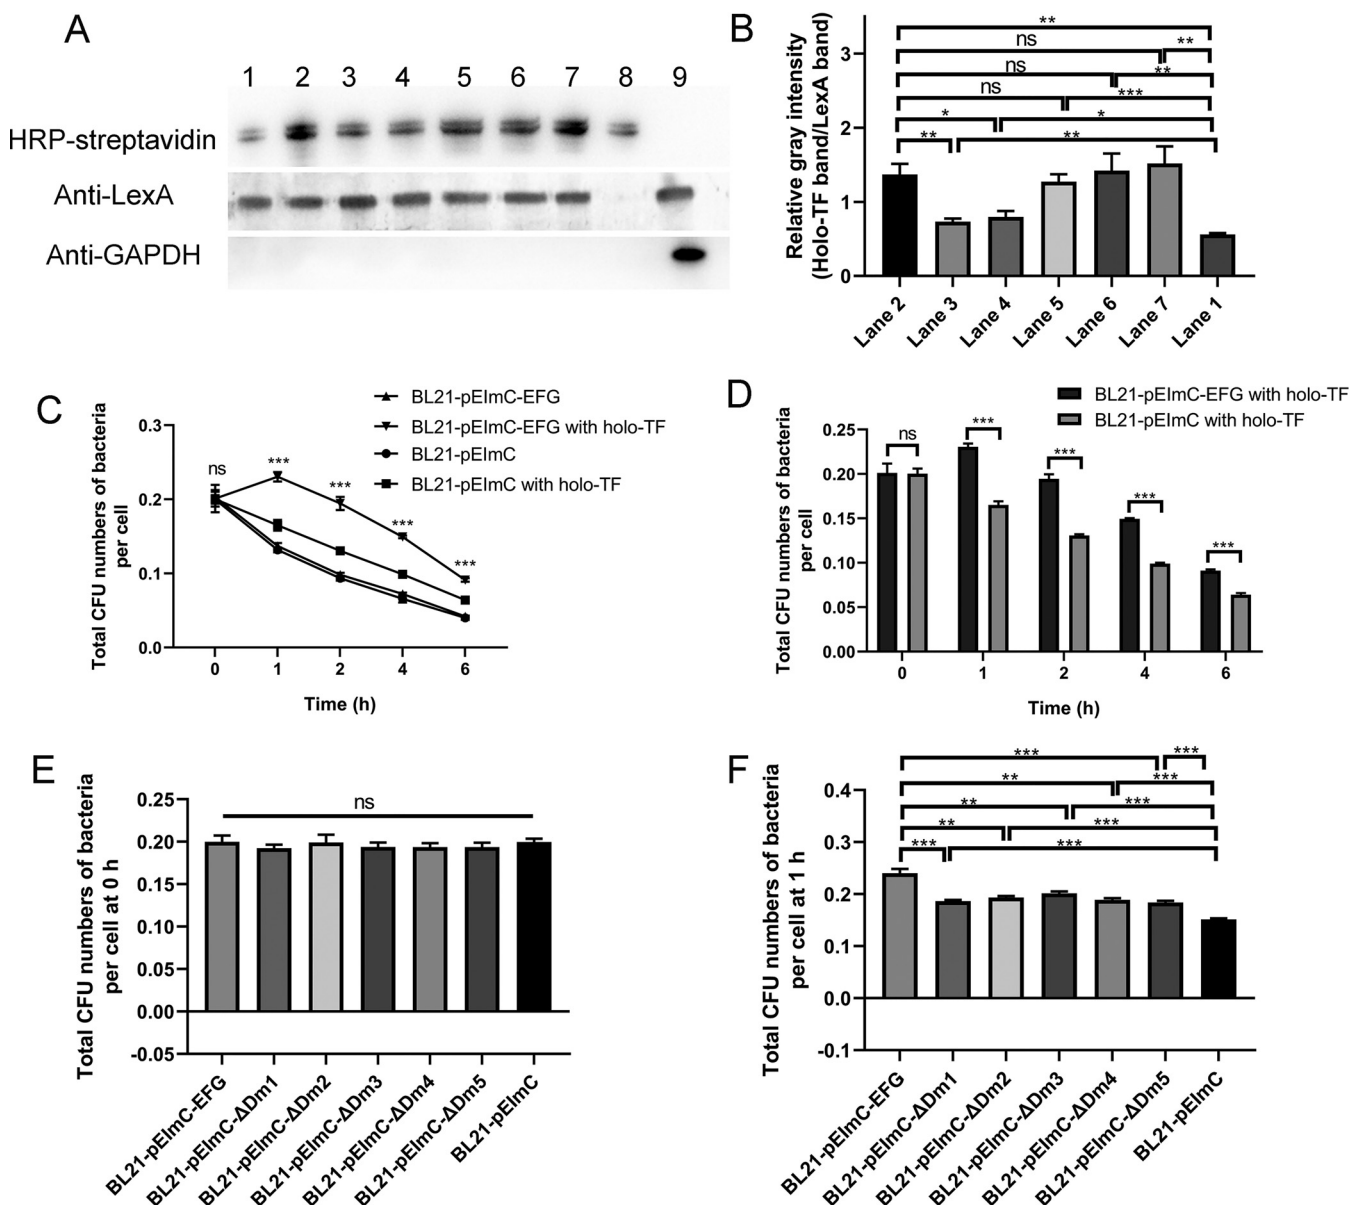 A
1 2 3 4 5 6 7 8 9
HRP-streptavidin
Anti-LexA
Anti-GAPDH
B
Relative gray intensity
(Holo-TF band/LexA band)
3
2
1
0
**
ns
**
ns
**
ns
***
*
*
**
**
Lane 2
Lane 3
Lane 4
Lane 5
Lane 6
Lane 7
Lane 1
C
BL21-pElmC-EFG
BL21-pElmC-EFG with holo-TF
BL21-pElmC
BL21-pElmC with holo-TF
Total CFU numbers of bacteria
per cell
0.3
0.2
0.1
0.0
ns
***
***
***
***
0 1 2 4 6
Time (h)
D
BL21-pElmC-EFG with holo-TF
BL21-pElmC with holo-TF
Total CFU numbers of bacteria
per cell
0.25
0.20
0.15
0.10
0.05
0.00
ns
***
***
***
***
0 1 2 4 6
Time (h)
E
Total CFU numbers of bacteria
per cell at 0 h
0.25
0.20
0.15
0.10
0.05
0.00
-0.05
ns
BL21-pElmC-EFG
BL21-pElmC-ΔDm1
BL21-pElmC-ΔDm2
BL21-pElmC-ΔDm3
BL21-pElmC-ΔDm4
BL21-pElmC-ΔDm5
BL21-pElmC
F
Total CFU numbers of bacteria
per cell at 1 h
0.4
0.3
0.2
0.1
0.0
-0.1
***
***
**
***
**
***
**
***
***
***
BL21-pElmC-EFG
BL21-pElmC-ΔDm1
BL21-pElmC-ΔDm2
BL21-pElmC-ΔDm3
BL21-pElmC-ΔDm4
BL21-pElmC-ΔDm5
BL21-pElmC